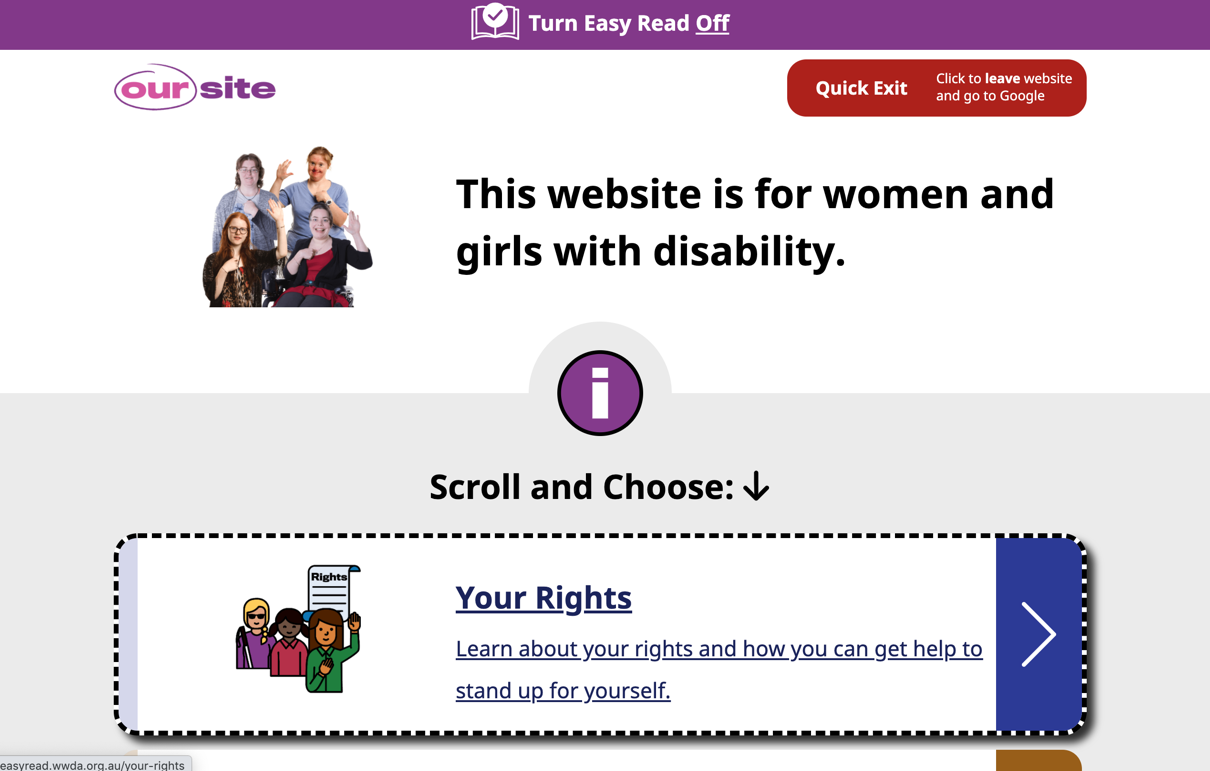 Turn Easy Read Off
our site
Quick Exit
Click to leave website
and go to Google
This website is for women and
girls with disability.
i
Scroll and Choose:
Rights
Your Rights
Learn about your rights and how you can get help to
stand up for yourself.
easyread.wwda.org.au/your-rights